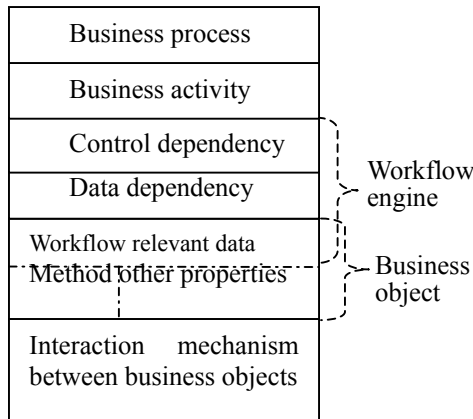 Business process
Business activity
Control dependency
Data dependency
Workflow relevant data
Method other properties
Interaction mechanism
between business objects
Workflow
engine
Business
object